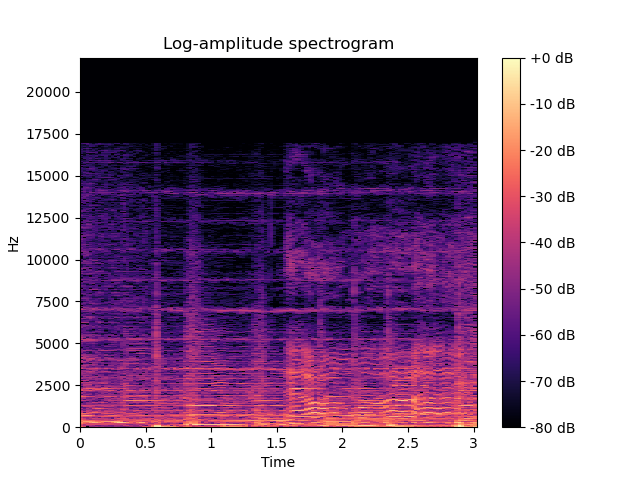 Log-amplitude spectrogram
Hz
20000
17500
15000
12500
10000
7500
5000
2500
0
0 0.5 1 1.5 2 2.5 3
Time
+0 dB
-10 dB
-20 dB
-30 dB
-40 dB
-50 dB
-60 dB
-70 dB
-80 dB